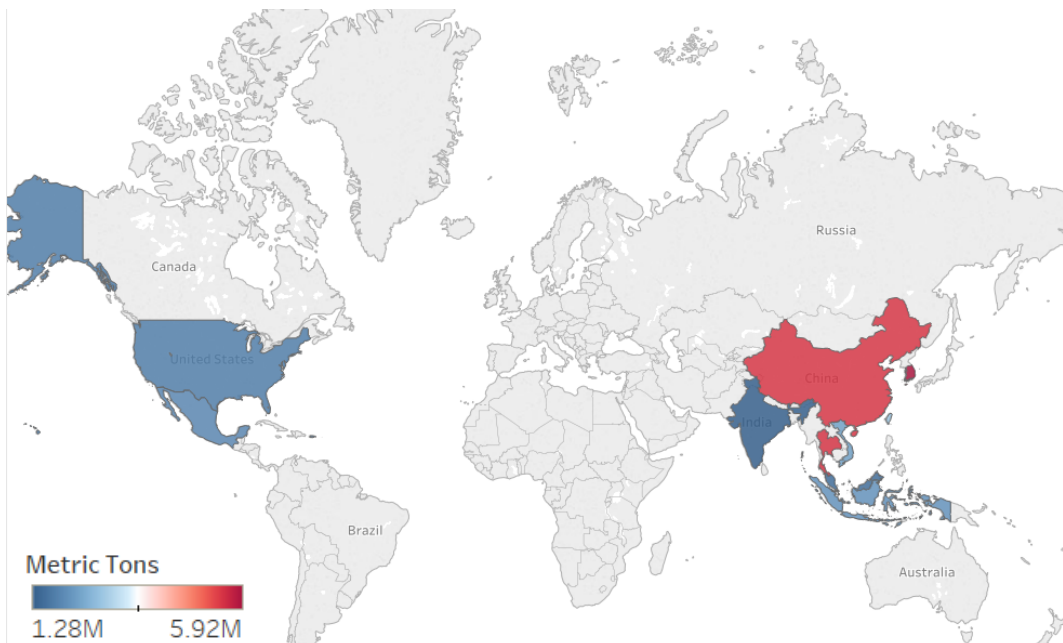 Russia
Canada
United States
China
India
Brazil
Australia
Metric Tons
1.28M 5.92M